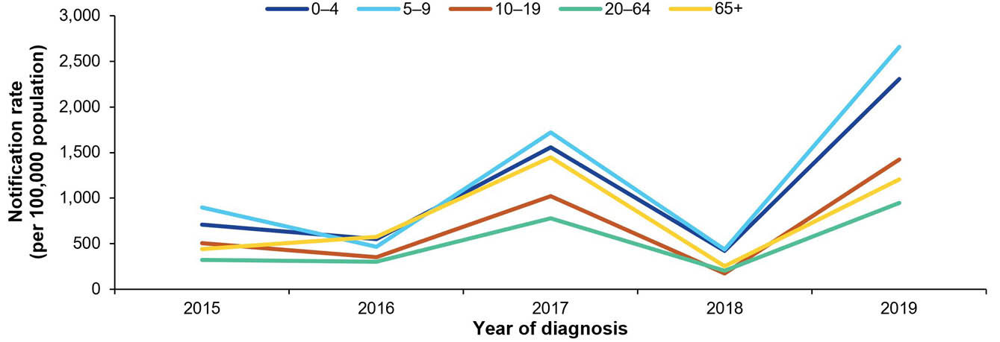 0–4 5–9 10–19 20–64 65+
Notification rate
(per 100,000 population)
3,000
2,500
2,000
1,500
1,000
500
0
2015 2016 2017 2018 2019
Year of diagnosis